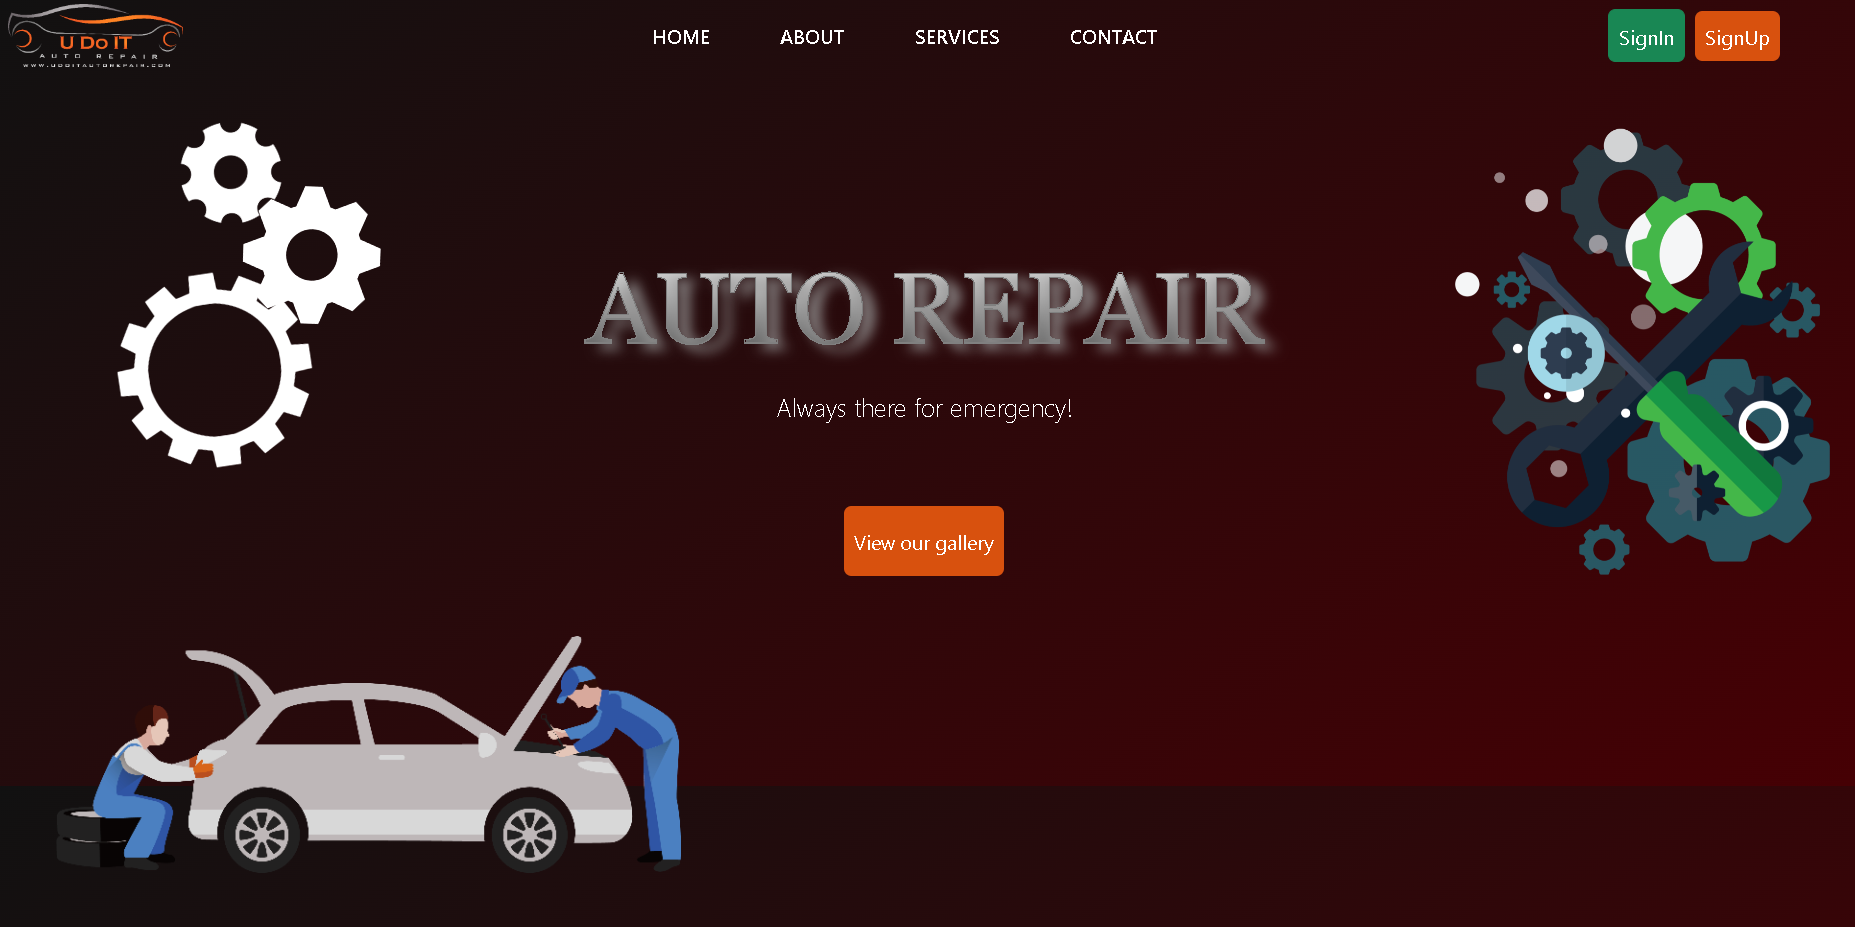 U Do IT
AUTO REPAIR
WWW.UDOITAUTOREPAIR.COM
HOME
ABOUT
SERVICES
CONTACT
SignIn
SignUp
AUTO REPAIR
Always there for emergency!
View our gallery